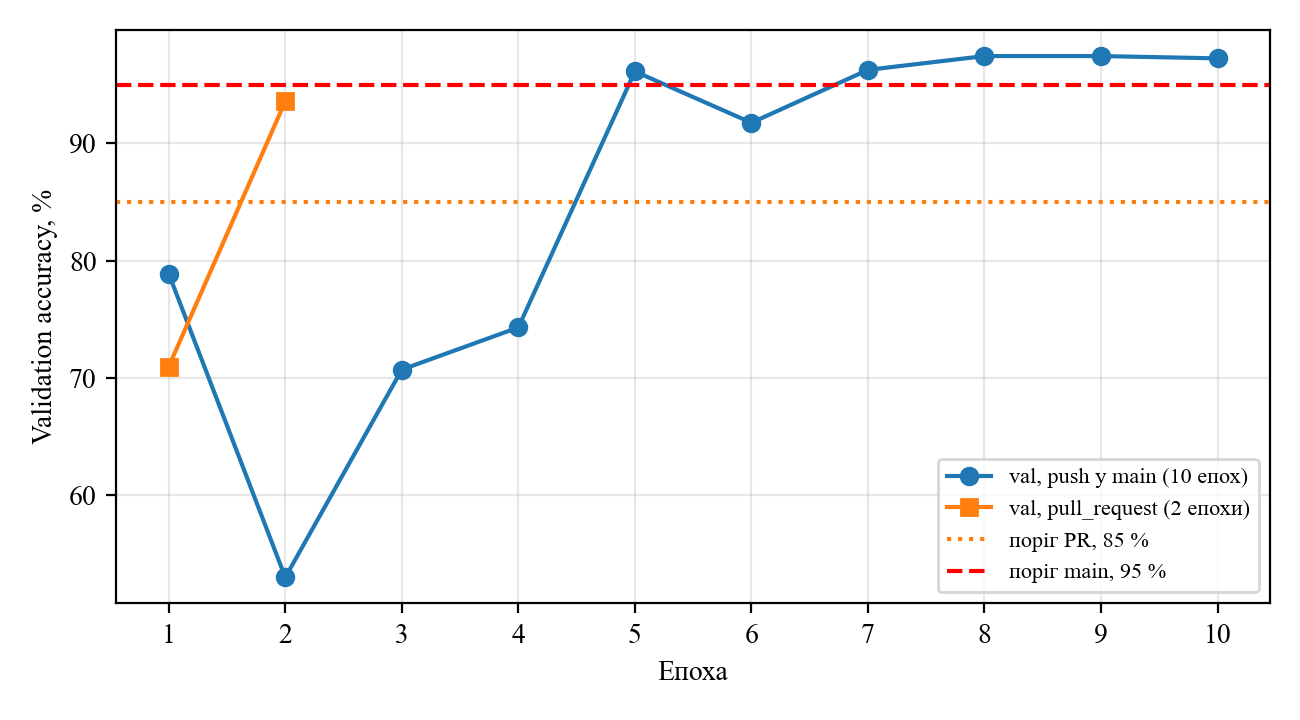 Validation accuracy, %
90
80
70
60
1 2 3 4 5 6 7 8 9 10
Епоха
val, push у main (10 епох)
val, pull_request (2 епохи)
поріг PR, 85 %
поріг main, 95 %